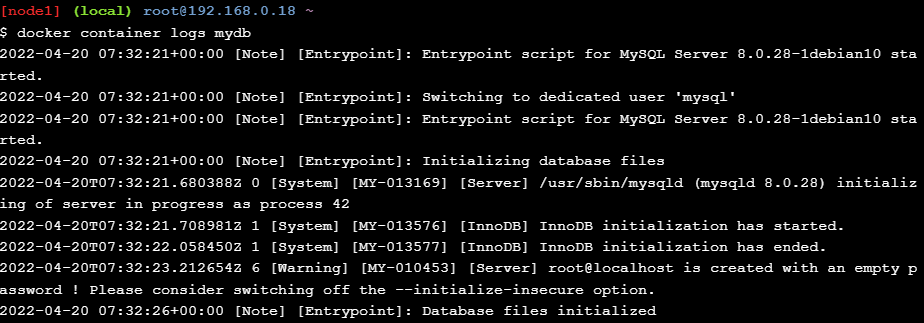 [node1] (local) root@192.168.0.18 ~
$ docker container logs mydb
2022-04-20 07:32:21+00:00 [Note] [Entrypoint]: Entrypoint script for MySQL Server 8.0.28-1debian10 sta
rted.
2022-04-20 07:32:21+00:00 [Note] [Entrypoint]: Switching to dedicated user 'mysql'
2022-04-20 07:32:21+00:00 [Note] [Entrypoint]: Entrypoint script for MySQL Server 8.0.28-1debian10 sta
rted.
2022-04-20 07:32:21+00:00 [Note] [Entrypoint]: Initializing database files
2022-04-20T07:32:21.680388Z 0 [System] [MY-013169] [Server] /usr/sbin/mysqld (mysqld 8.0.28) initializ
ing of server in progress as process 42
2022-04-20T07:32:21.708981Z 1 [System] [MY-013576] [InnoDB] InnoDB initialization has started.
2022-04-20T07:32:22.058450Z 1 [System] [MY-013577] [InnoDB] InnoDB initialization has ended.
2022-04-20T07:32:23.212654Z 6 [Warning] [MY-010453] [Server] root@localhost is created with an empty p
assword ! Please consider switching off the --initialize-insecure option.
2022-04-20 07:32:26+00:00 [Note] [Entrypoint]: Database files initialized